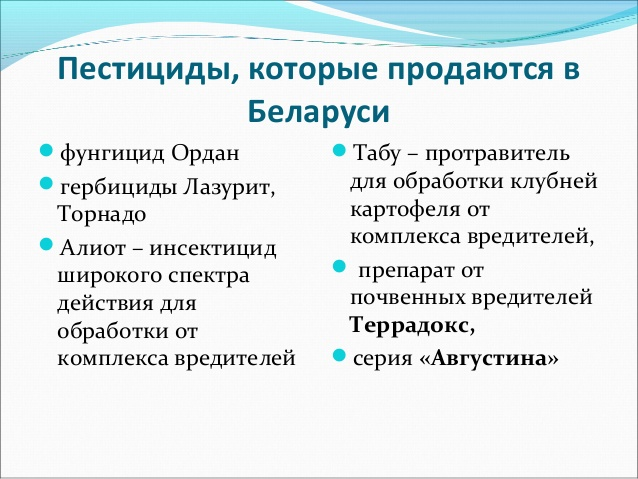 Пестициды, которые продаются в
Беларуси
фунгицид Ордан
гербициды Лазурит,
Торнадо
Алиот – инсектицид
широкого спектра
действия для
обработки от
комплекса вредителей
Табу – протравитель
для обработки клубней
картофеля от
комплекса вредителей,
препарат от
почвенных вредителей
Террадокс,
серия «Августина»